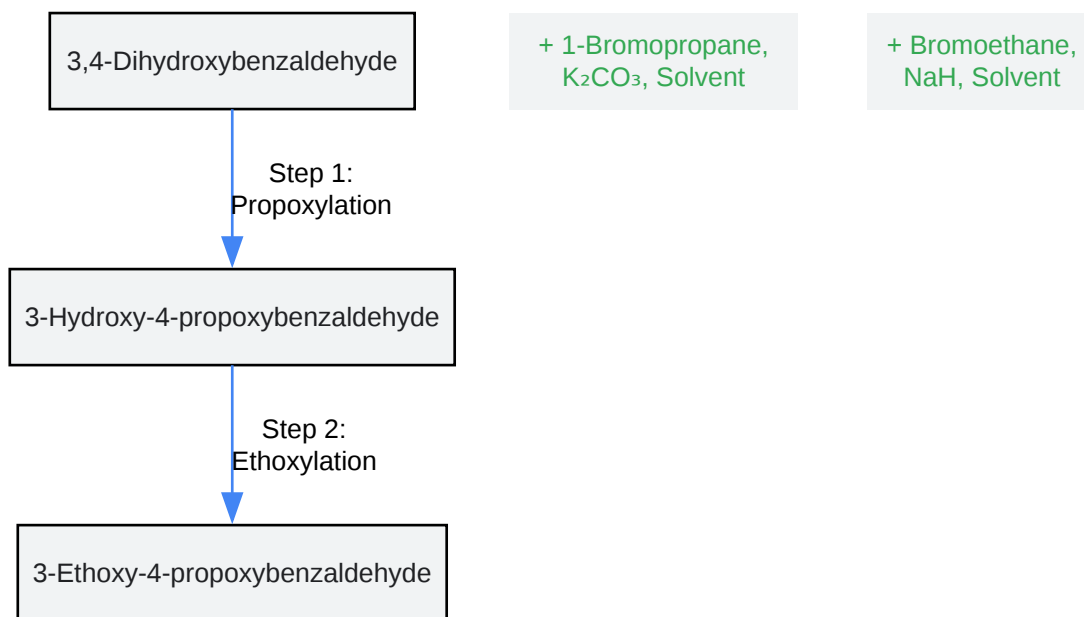 3,4-Dihydroxybenzaldehyde
+ 1-Bromopropane,
K₂CO₃, Solvent
+ Bromoethane,
NaH, Solvent
Step 1:
Propoxylation
3-Hydroxy-4-propoxybenzaldehyde
Step 2:
Ethoxylation
3-Ethoxy-4-propoxybenzaldehyde